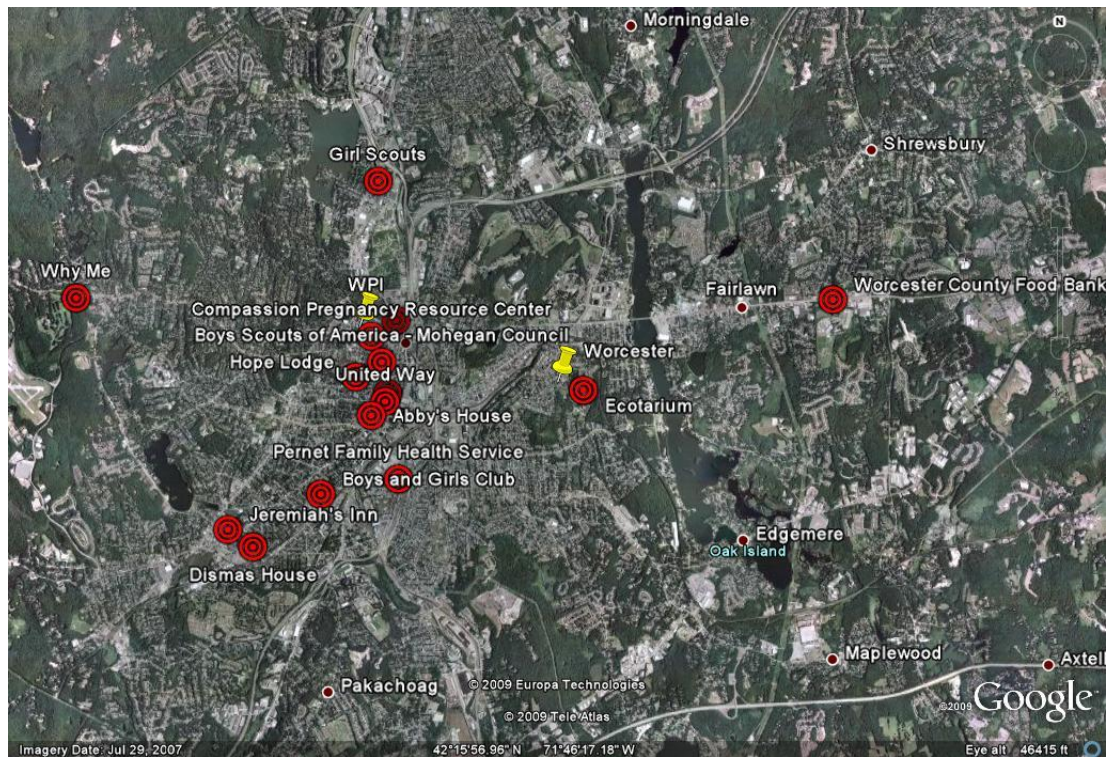 Morningdale
N
Shrewsbury
Girl Scouts
Why Me
WPI
Worcester County Food Bank
Fairlawn
Compassion Pregnancy Resource Center
Boys Scouts of America - Mohegan Council
Worcester
Hope Lodge
United Way
Ecotarium
Abby's House
Pernet Family Health Service
Boys and Girls Club
Jeremiah's Inn
Edgemere
Oak Island
Dismas House
Maplewood
Axtell
Pakachoag
© 2009 Europa Technologies
© 2009 Tele Atlas
©2009 Google
Imagery Date: Jul 29, 2007 42°15'56.96" N 71°46'17.18" W Eye alt 46415 ft